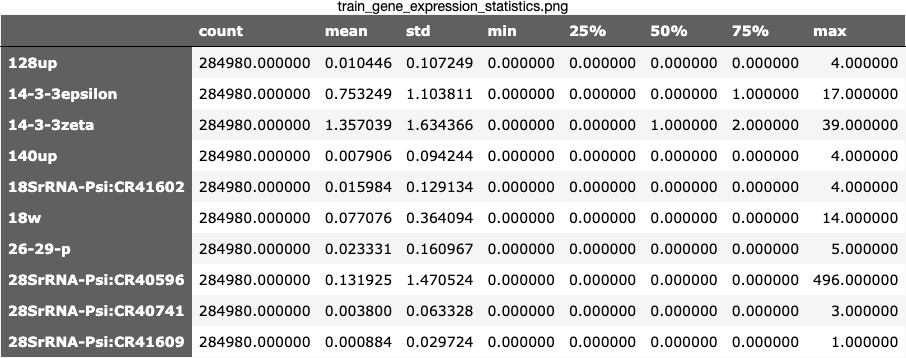 train_gene_expression_statistics.png
count mean std min 25% 50% 75% max
128up 284980.000000 0.010446 0.107249 0.000000 0.000000 0.000000 0.000000 4.000000
14-3-3epsilon 284980.000000 0.753249 1.103811 0.000000 0.000000 0.000000 1.000000 17.000000
14-3-3zeta 284980.000000 1.357039 1.634366 0.000000 0.000000 1.000000 2.000000 39.000000
140up 284980.000000 0.007906 0.094244 0.000000 0.000000 0.000000 0.000000 4.000000
18SrRNA-Psi:CR41602 284980.000000 0.015984 0.129134 0.000000 0.000000 0.000000 0.000000 4.000000
18w 284980.000000 0.077076 0.364094 0.000000 0.000000 0.000000 0.000000 14.000000
26-29-p 284980.000000 0.023331 0.160967 0.000000 0.000000 0.000000 0.000000 5.000000
28SrRNA-Psi:CR40596 284980.000000 0.131925 1.470524 0.000000 0.000000 0.000000 0.000000 496.000000
28SrRNA-Psi:CR40741 284980.000000 0.003800 0.063328 0.000000 0.000000 0.000000 0.000000 3.000000
28SrRNA-Psi:CR41609 284980.000000 0.000884 0.029724 0.000000 0.000000 0.000000 0.000000 1.000000